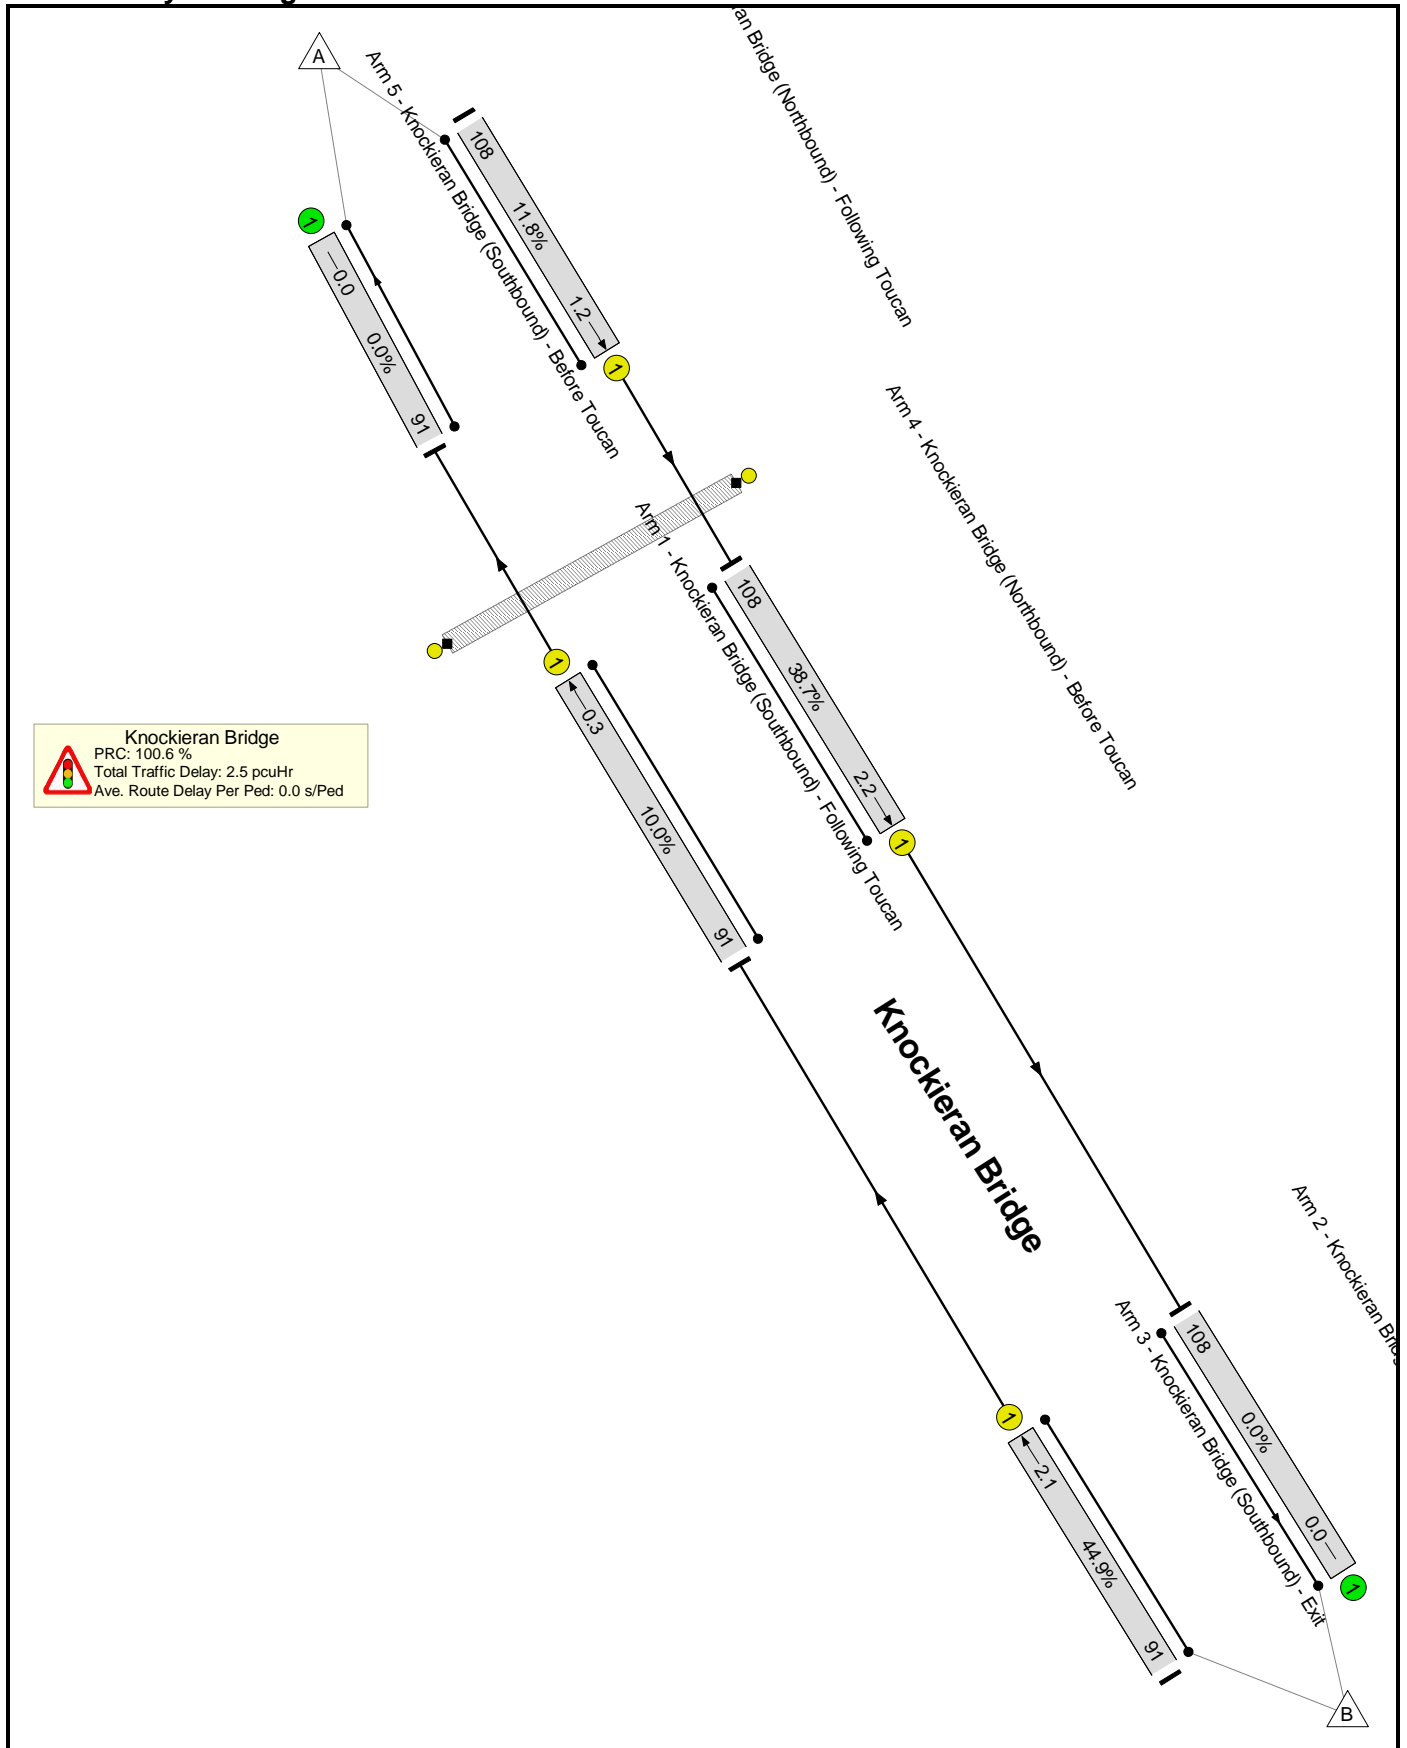 A
Arm 5 - Knockieran Bridge (Southbound) - Before Toucan
Bridge (Northbound) - Following Toucan
108
11.8%
1.2
1
1
0.0
0.0%
91
Arm 4 - Knockieran Bridge (Northbound) - Before Toucan
Arm 1 - Knockieran Bridge (Southbound) - Following Toucan
108
38.7%
2.2
1
1
0.3
10.0%
91
Knockieran Bridge
PRC: 100.6 %
Total Traffic Delay: 2.5 pcuHr
Ave. Route Delay Per Ped: 0.0 s/Ped
Knockieran Bridge
Arm 2 - Knockieran
Arm 3 - Knockieran Bridge (Southbound) - Exit
108
0.0%
0.0
1
1
2.1
44.9%
91
B